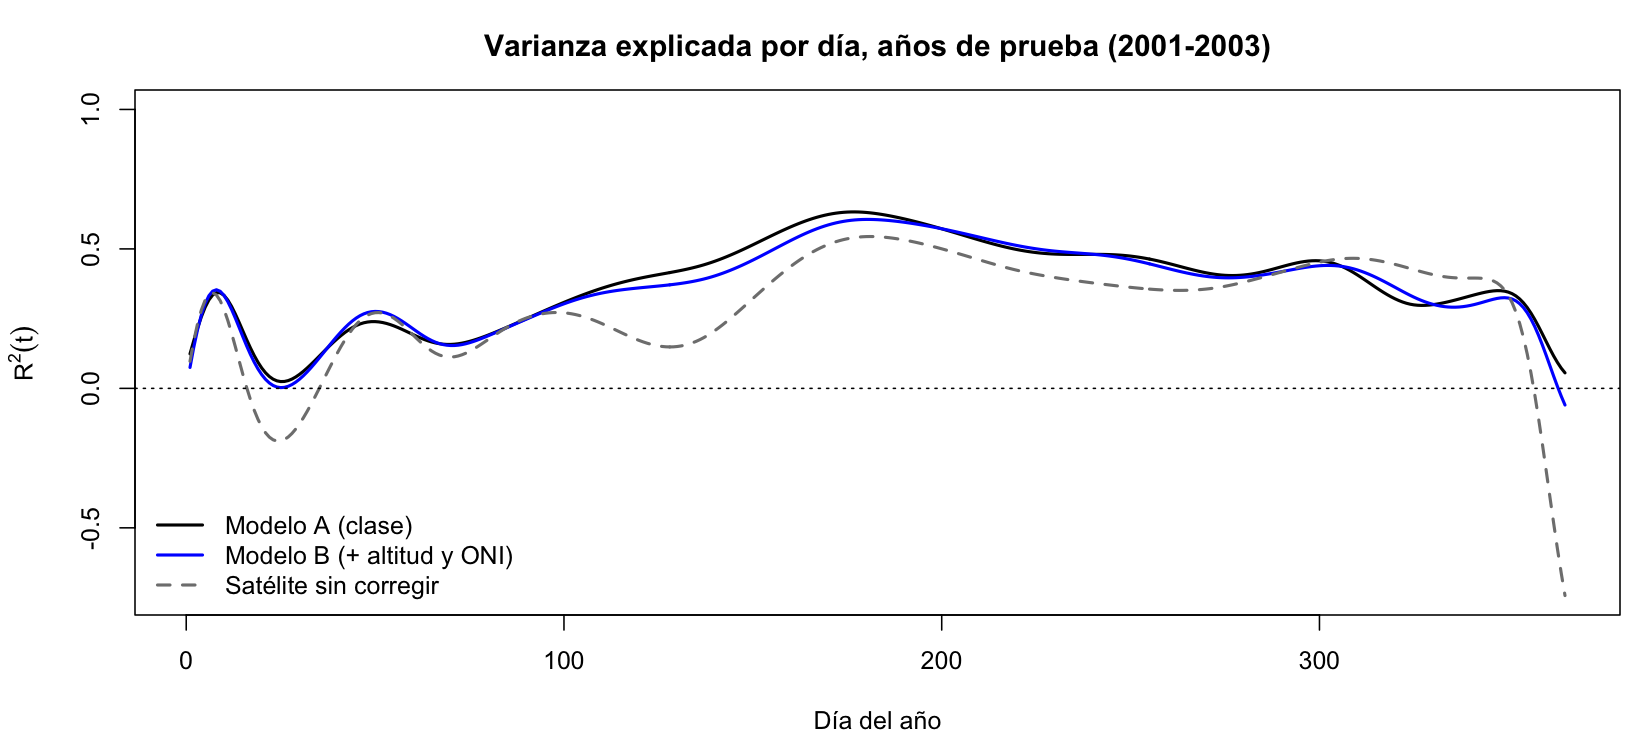 Varianza explicada por día, años de prueba (2001-2003)
R²(t)
1.0
0.5
0.0
-0.5
Modelo A (clase)
Modelo B (+ altitud y ONI)
Satélite sin corregir
0 100 200 300
Día del año